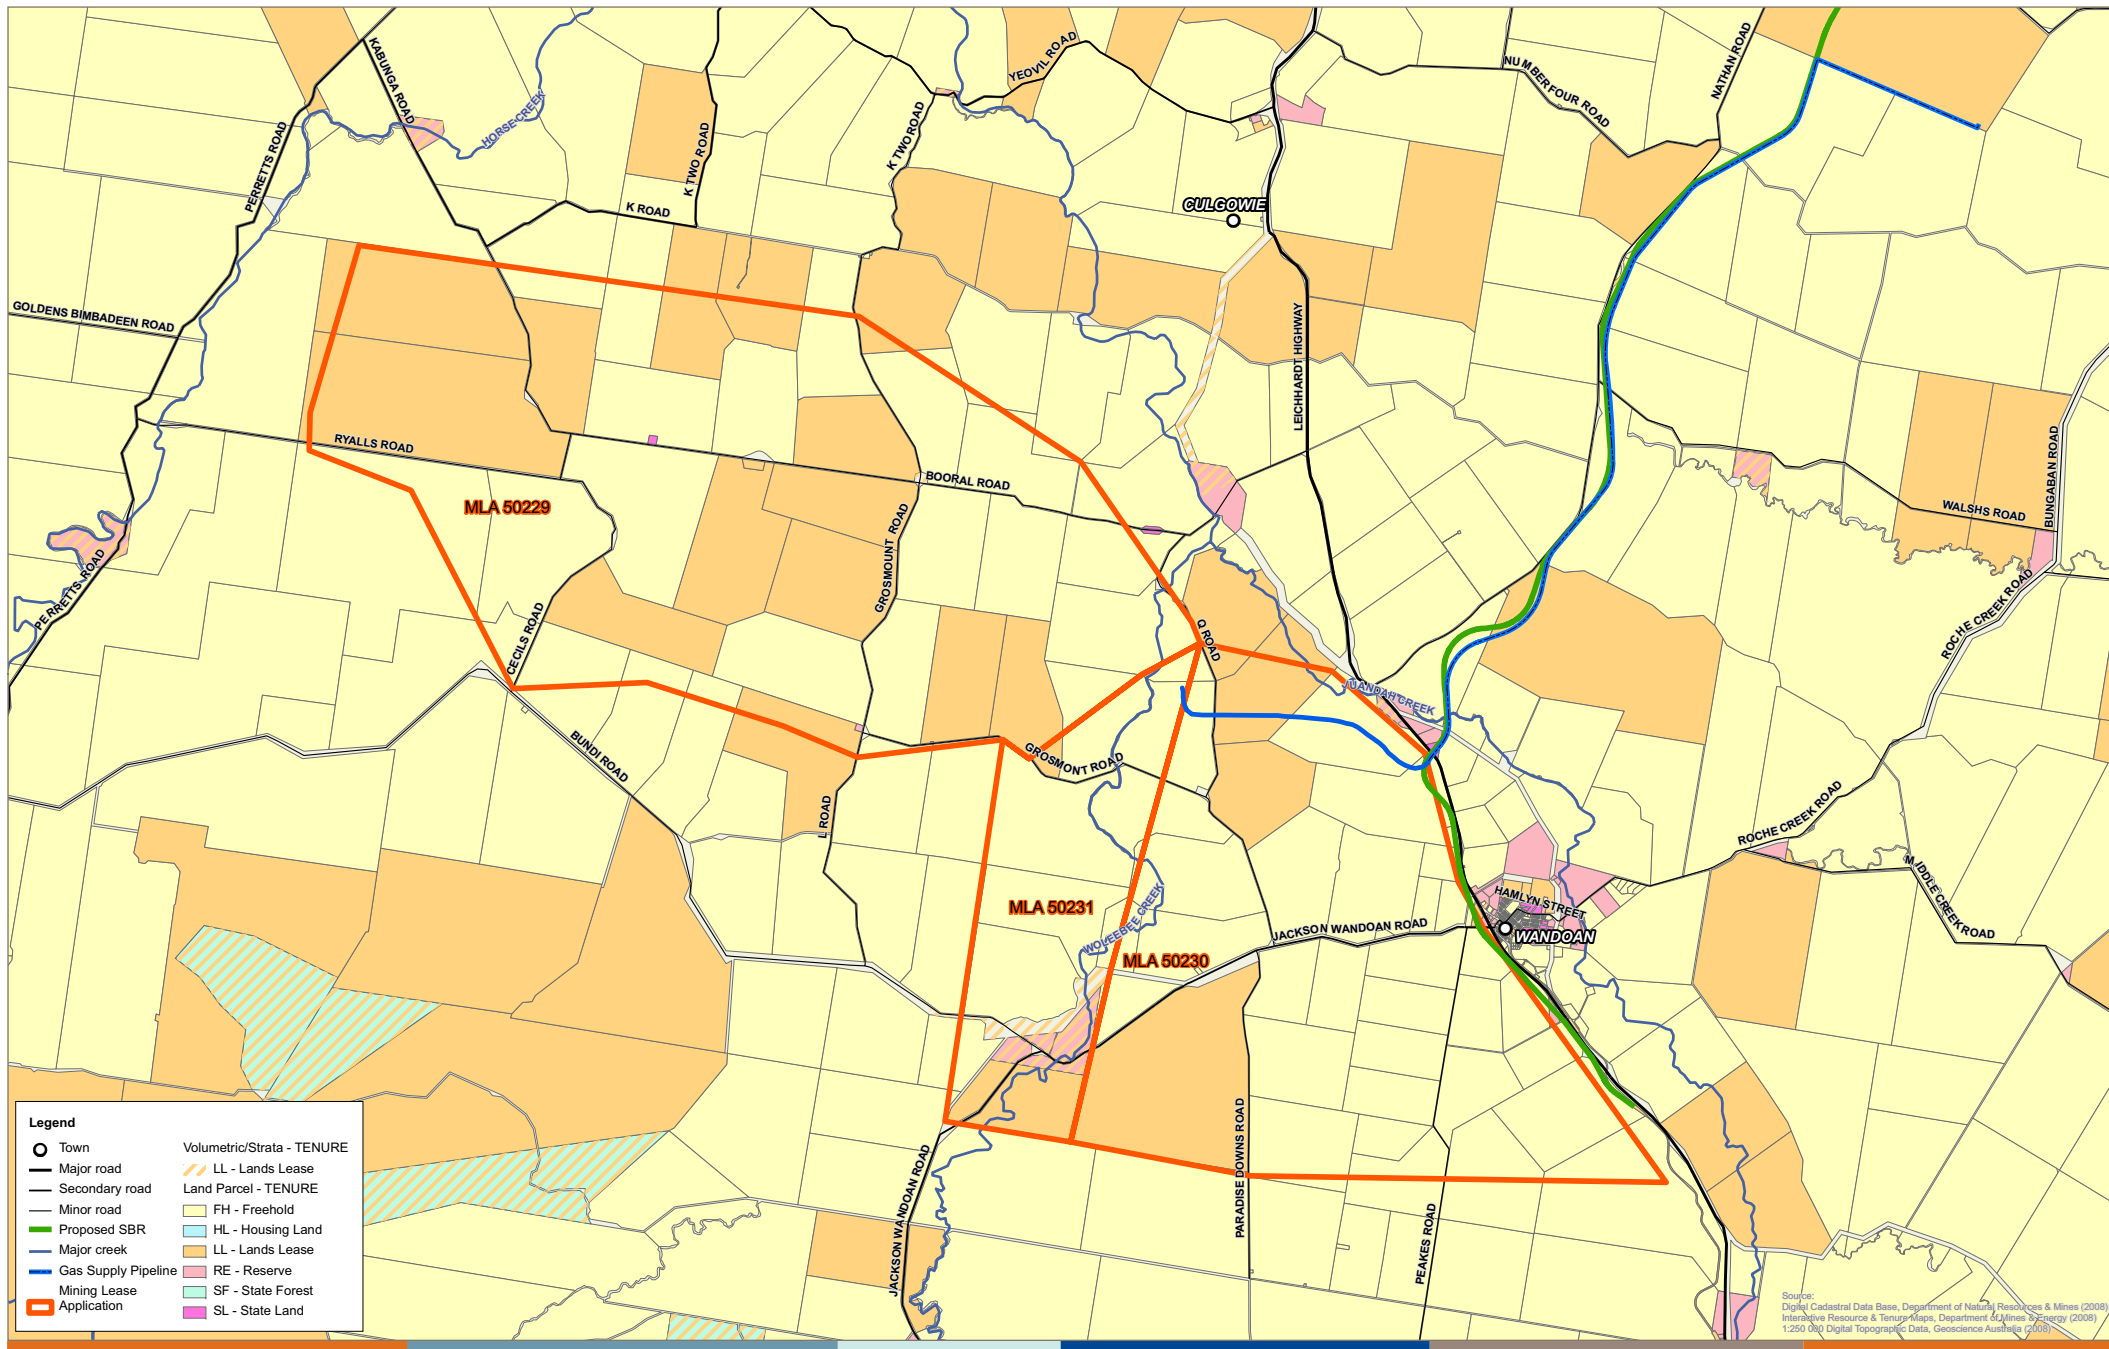 KABUNGA ROAD
HORSE CREEK
YEOVIL ROAD
NUMBERFOUR ROAD
NATHAN ROAD
PERRETTS ROAD
K TWO ROAD
K TWO ROAD
K ROAD
CULGOWIE
GOLDENS BIMBADEEN ROAD
LEICHHARDT HIGHWAY
RYALLS ROAD
BOORAL ROAD
MLA 50229
GROSMOUNT ROAD
WALSHS ROAD
BUNGABAN ROAD
PERRETTS ROAD
CECILS ROAD
Q ROAD
ROCHE CREEK ROAD
JUANDAH CREEK
BUNDI ROAD
GROSMONT ROAD
L ROAD
ROCHE CREEK ROAD
MIDDLE CREEK ROAD
MLA 50231
WOLEEBEE CREEK
HAMLYN STREET
JACKSON WANDOAN ROAD
WANDOAN
MLA 50230
PARADISE DOWNS ROAD
JACKSON WANDOAN ROAD
PEAKES ROAD
Legend
Town
Major road
Secondary road
Minor road
Proposed SBR
Major creek
Gas Supply Pipeline
Mining Lease
Application
Volumetric/Strata - TENURE
LL - Lands Lease
Land Parcel - TENURE
FH - Freehold
HL - Housing Land
LL - Lands Lease
RE - Reserve
SF - State Forest
SL - State Land
Source:
Digital Cadastral Data Base, Department of Natural Resources & Mines (2008)
Interactive Resource & Tenure Maps, Department of Mines & Energy (2008)
1:250 000 Digital Topographic Data, Geoscience Australia (2008)